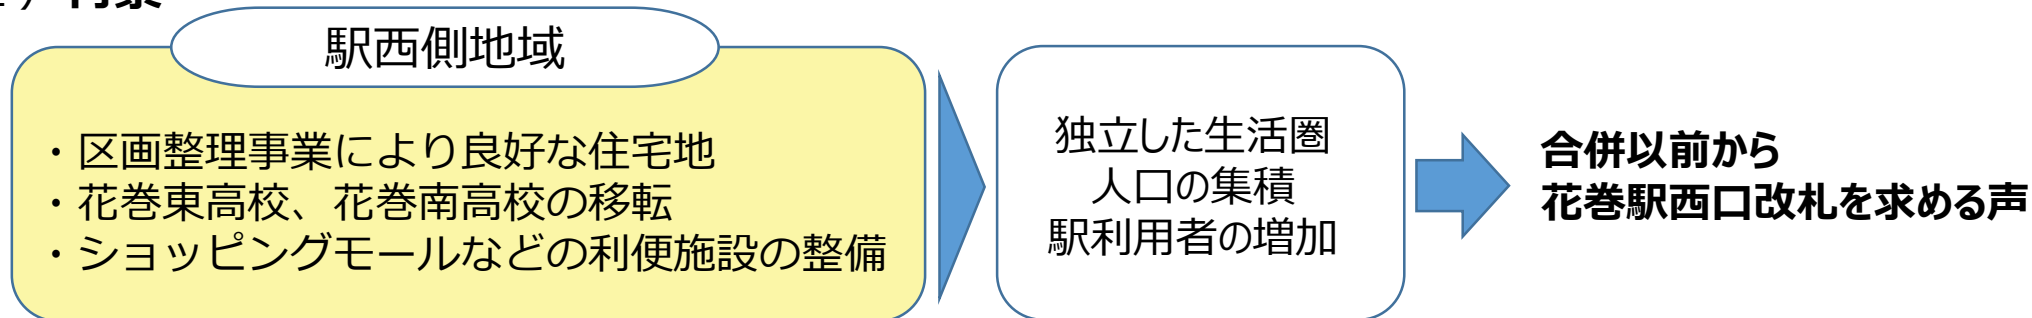 駅西側地域
・区画整理事業により良好な住宅地
・花巻東高校、花巻南高校の移転
・ショッピングモールなどの利便施設の整備
独立した生活圏
人口の集積
駅利用者の増加
合併以前から
花巻駅西口改札を求める声